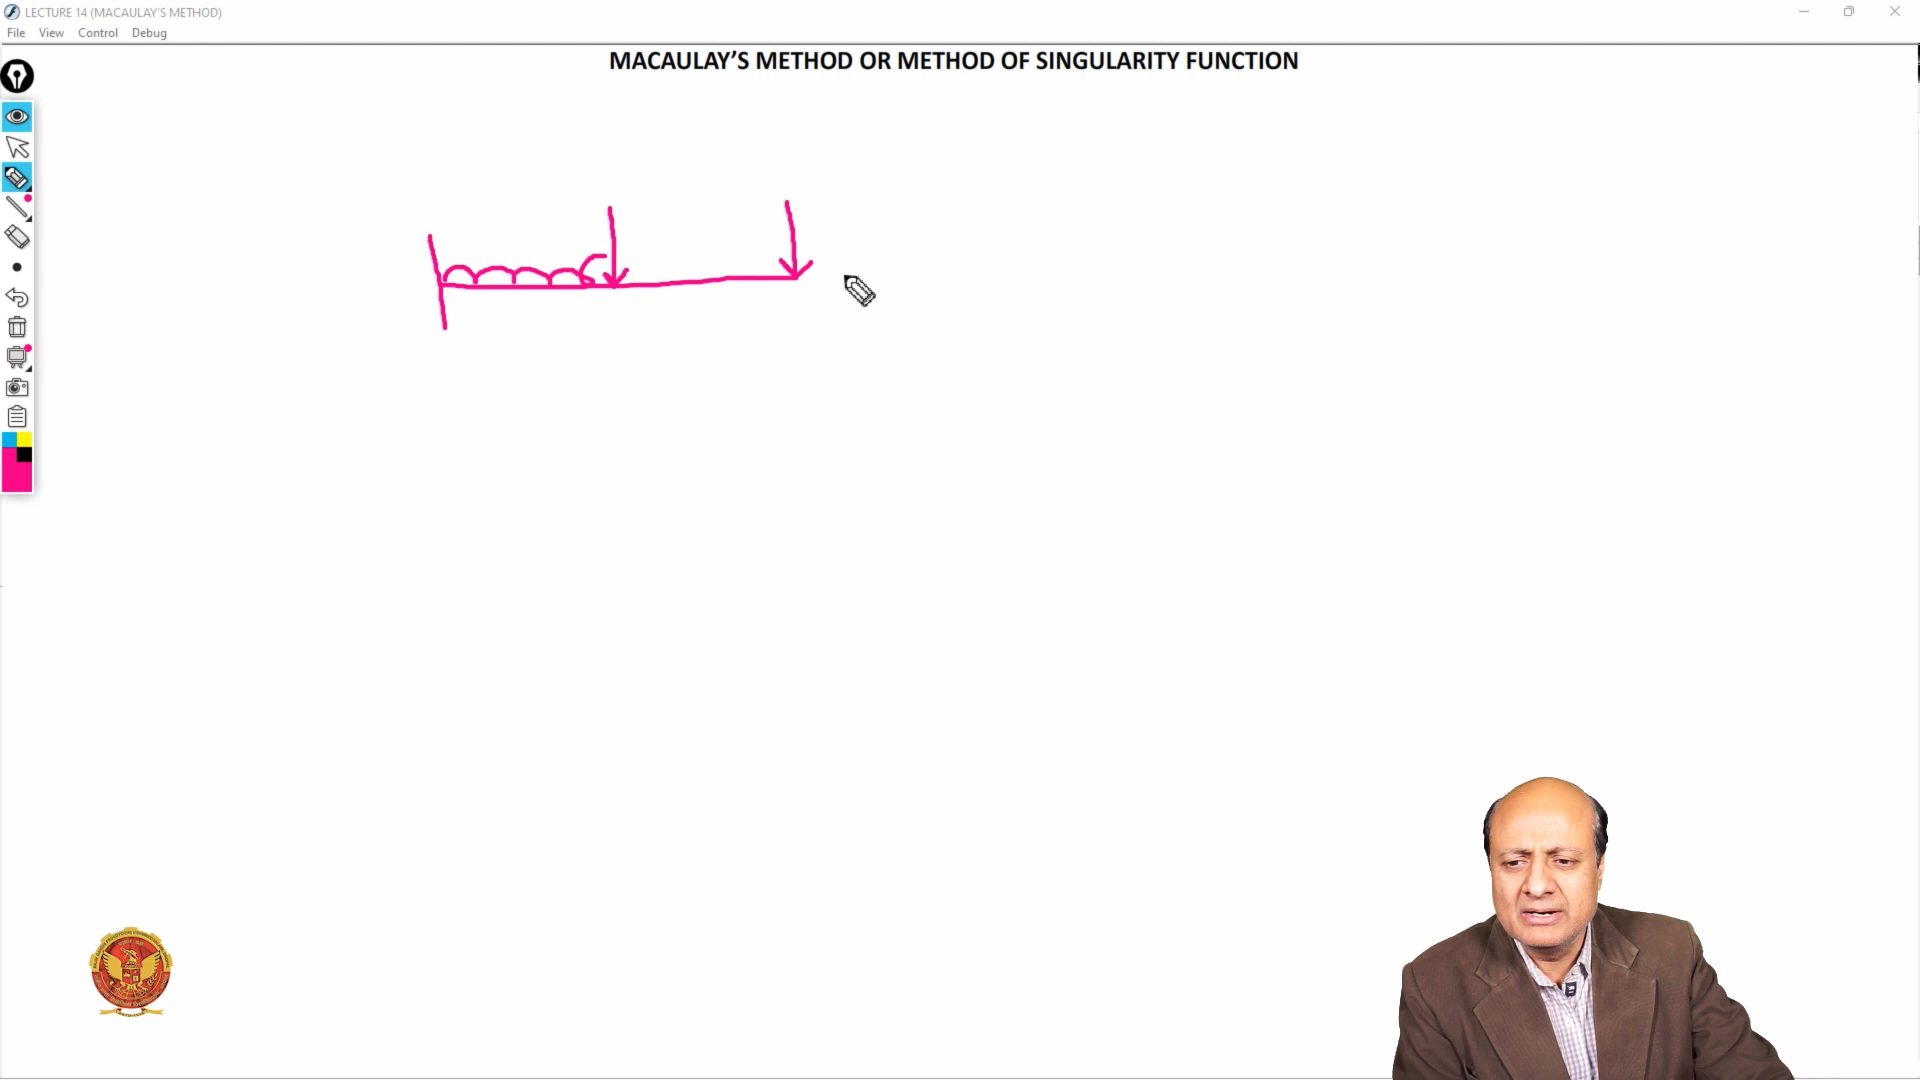 LECTURE 14 (MACAULAY'S METHOD)
File View Control Debug
MACAULAY’S METHOD OR METHOD OF SINGULARITY FUNCTION